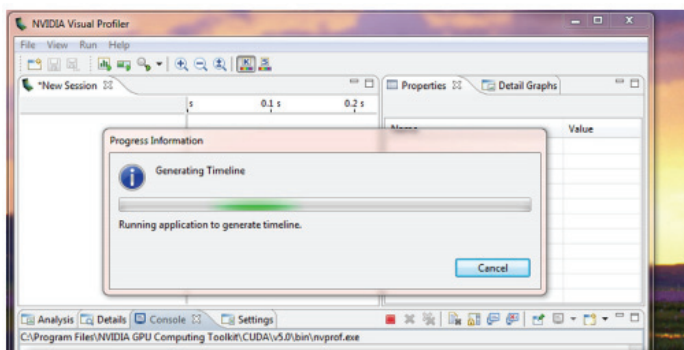 NVIDIA Visual Profiler
File View Run Help
*New Session
Properties
Detail Graphs
s 0.1 s 0.2 s
Name Value
Progress Information
Generating Timeline
Running application to generate timeline.
Cancel
Analysis Details Console Settings
C:\Program Files\NVIDIA GPU Computing Toolkit\CUDA\v5.0\bin\nvprof.exe